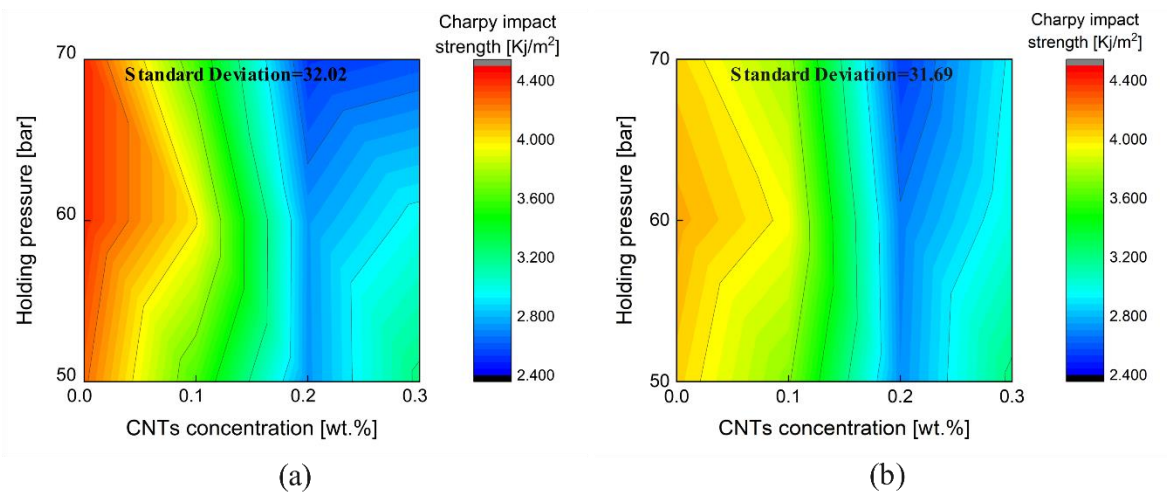 Charpy impact
strength [Kj/m²]
Standard Deviation=32.02
70
60
50
Holding pressure [bar]
0.0 0.1 0.2 0.3
CNTs concentration [wt.%]
4.400
4.000
3.600
3.200
2.800
2.400
(a)
Charpy impact
strength [Kj/m²]
Standard Deviation=31.69
70
60
50
Holding pressure [bar]
0.0 0.1 0.2 0.3
CNTs concentration [wt.%]
4.400
4.000
3.600
3.200
2.800
2.400
(b)